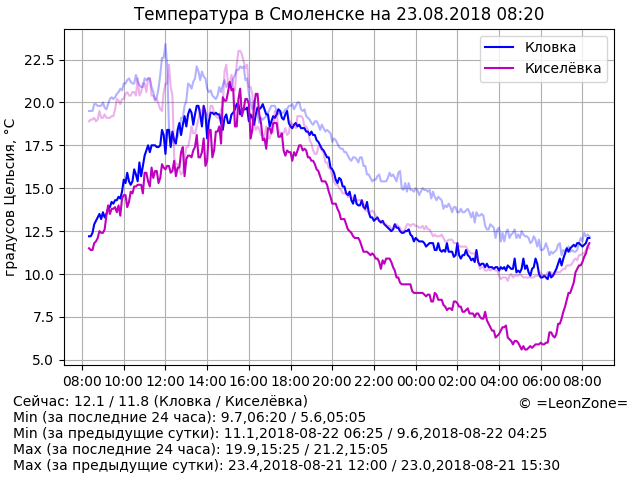 Температура в Смоленске на 23.08.2018 08:20
Кловка
Киселёвка
градусов Цельсия, °C
22.5
20.0
17.5
15.0
12.5
10.0
7.5
5.0
08:00 10:00 12:00 14:00 16:00 18:00 20:00 22:00 00:00 02:00 04:00 06:00 08:00
Сейчас: 12.1 / 11.8 (Кловка / Киселёвка)
© =LeonZone=
Min (за последние 24 часа): 9.7,06:20 / 5.6,05:05
Min (за предыдущие сутки): 11.1,2018-08-22 06:25 / 9.6,2018-08-22 04:25
Max (за последние 24 часа): 19.9,15:25 / 21.2,15:05
Max (за предыдущие сутки): 23.4,2018-08-21 12:00 / 23.0,2018-08-21 15:30